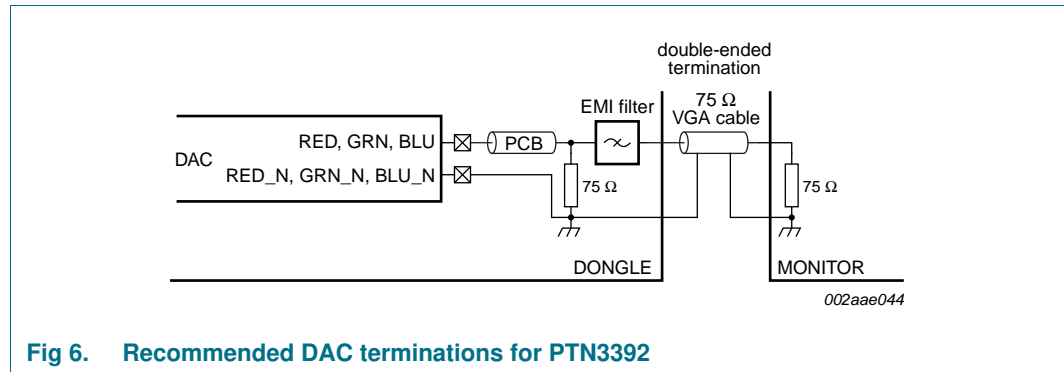 double-ended
termination
EMI filter
75 Ω
VGA cable
RED, GRN, BLU
PCB
DAC
RED_N, GRN_N, BLU_N
75 Ω
75 Ω
DONGLE
MONITOR
002aae044
Fig 6. Recommended DAC terminations for PTN3392